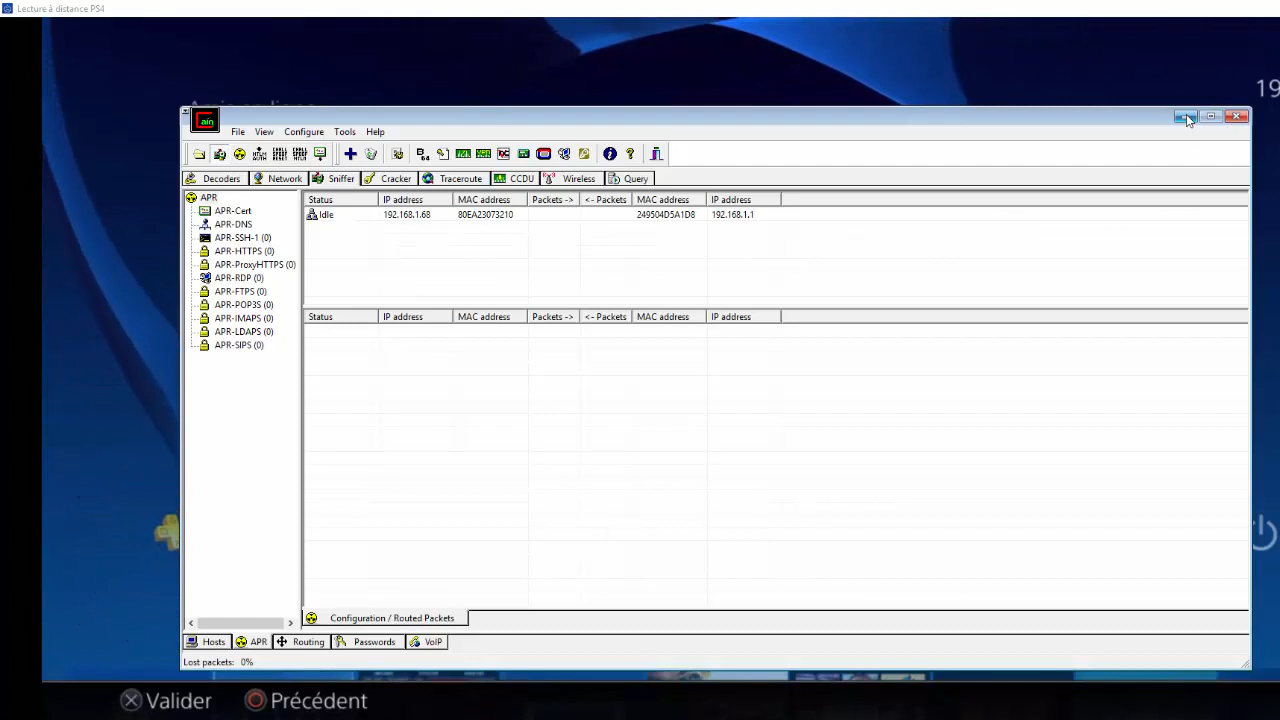 Lecture à distance PS4
19
ain
File View Configure Tools Help
Decoders Network Sniffer Cracker Traceroute CCDU Wireless Query
APR
APR-Cert
APR-DNS
APR-SSH-1 (0)
APR-HTTPS (0)
APR-ProxyHTTPS (0)
APR-RDP (0)
APR-FTPS (0)
APR-POP3S (0)
APR-IMAPS (0)
APR-LDAPS (0)
APR-SIPS (0)
Status IP address MAC address Packets -> <- Packets MAC address IP address
Idle 192.168.1.68 80EA23073210 249504D5A1D8 192.168.1.1
Status IP address MAC address Packets -> <- Packets MAC address IP address
Configuration / Routed Packets
Hosts APR Routing Passwords VoIP
Lost packets: 0%
Valider Précédent